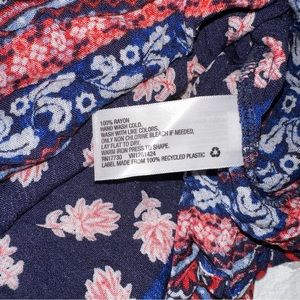 100% RAYON
HAND WASH COLD.
WASH WITH LIKE COLORS.
ONLY NON CHLORINE BLEACH IF NEEDED,
LAY FLAT TO DRY.
WARM IRON PRESS TO SHAPE.
RN17730 VN1261424
LABEL MADE FROM 100% RECYCLED PLASTIC